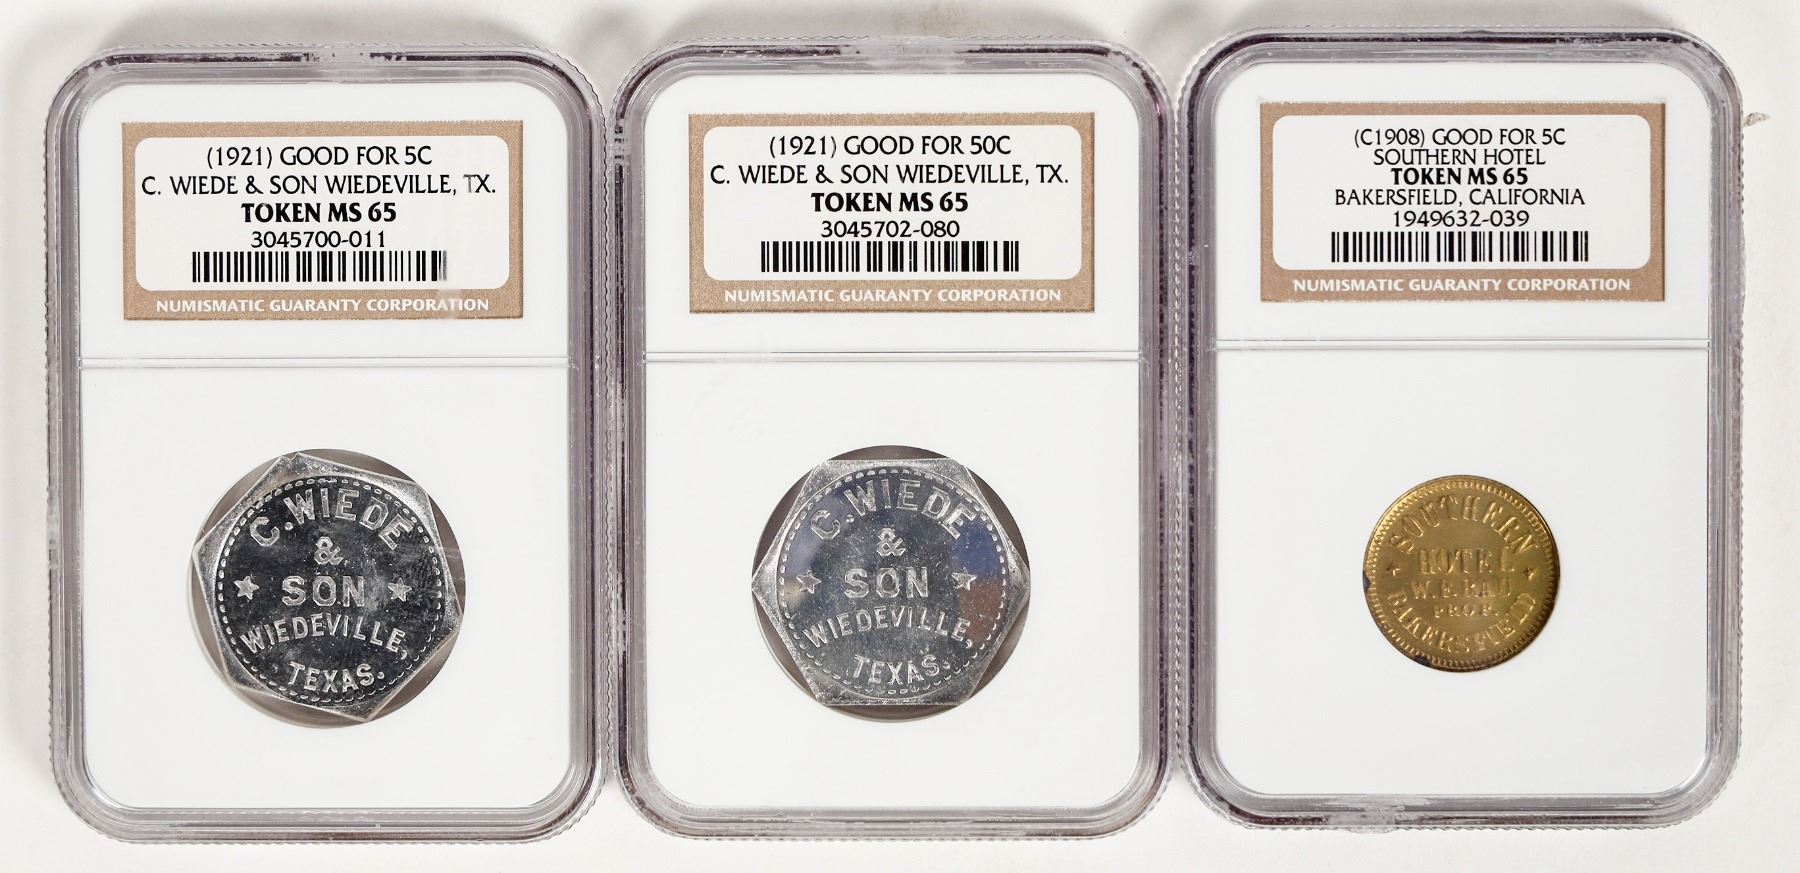 (1921) GOOD FOR 5C
C. WIEDE & SON WIEDEVILLE, TX.
TOKEN MS 65
3045700-011
NUMISMATIC GUARANTY CORPORATION
C. WIEDE
&
SON
WIEDEVILLE,
TEXAS.
(1921) GOOD FOR 50C
C. WIEDE & SON WIEDEVILLE, TX.
TOKEN MS 65
3045702-080
NUMISMATIC GUARANTY CORPORATION
C. WIEDE
&
SON
WIEDEVILLE,
TEXAS.
(C1908) GOOD FOR 5C
SOUTHERN HOTEL
TOKEN MS 65
BAKERSFIELD, CALIFORNIA
1949632-039
NUMISMATIC GUARANTY CORPORATION
SOUTHERN
HOTEL
W.E.
PROP.
BAKERSFIELD